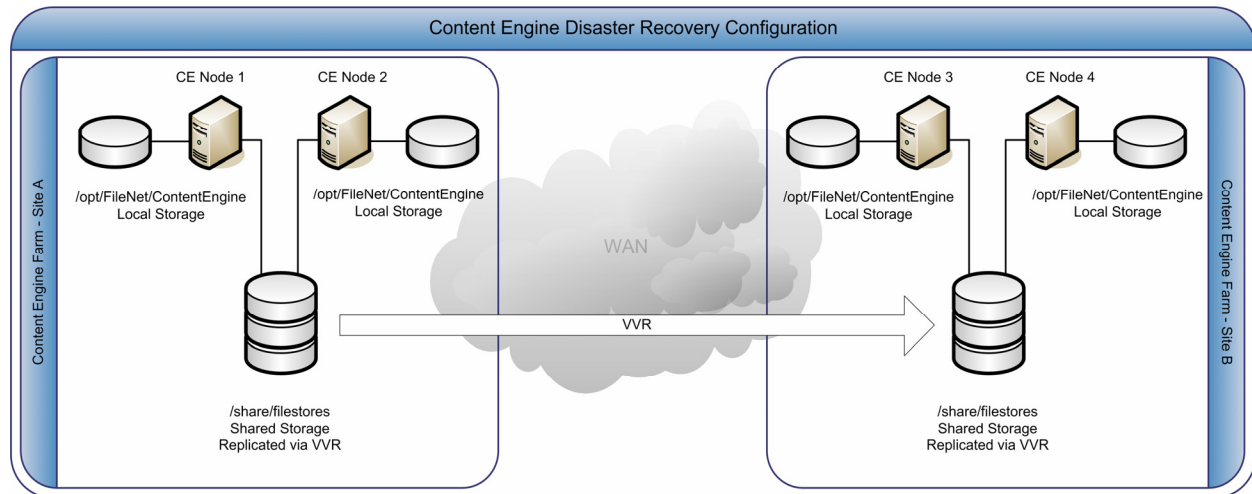 Content Engine Disaster Recovery Configuration
Content Engine Farm - Site A
CE Node 1
CE Node 2
/opt/FileNet/ContentEngine
Local Storage
/opt/FileNet/ContentEngine
Local Storage
/share/filestores
Shared Storage
Replicated via VVR
WAN
VVR
CE Node 3
CE Node 4
/opt/FileNet/ContentEngine
Local Storage
/opt/FileNet/ContentEngine
Local Storage
/share/filestores
Shared Storage
Replicated via VVR
Content Engine Farm - Site B